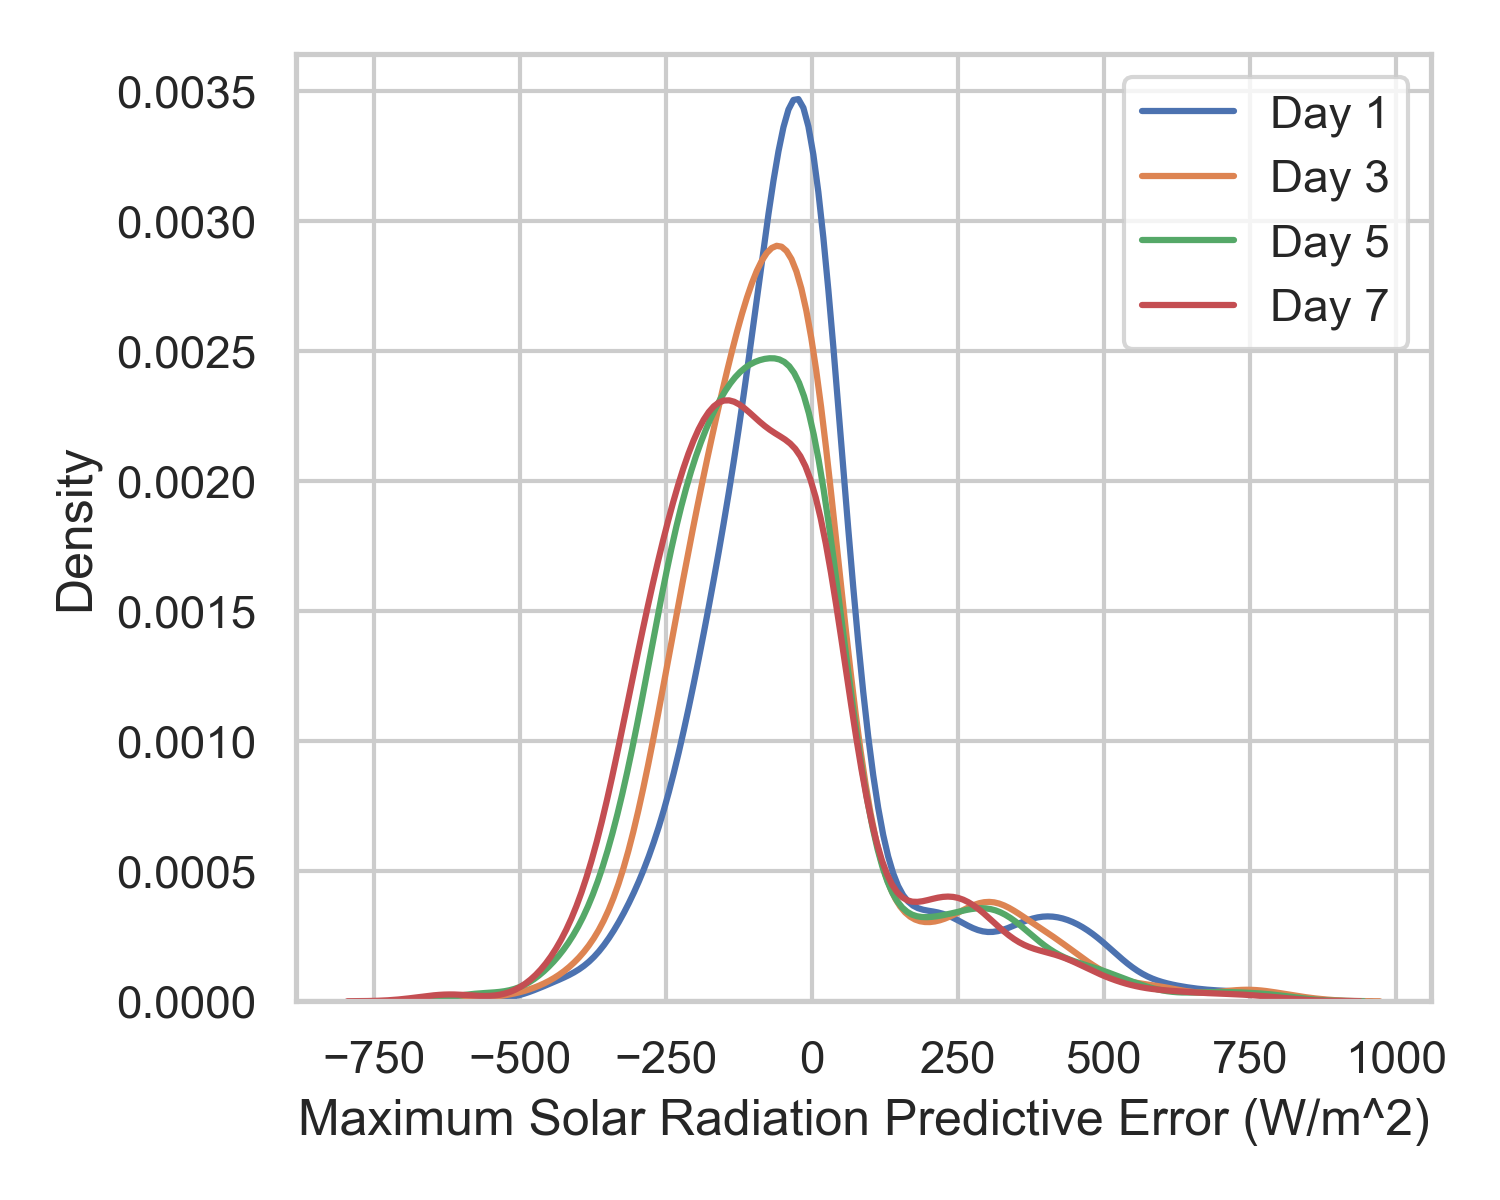 0.0035
0.0030
0.0025
0.0020
0.0015
0.0010
0.0005
0.0000
Density
Day 1
Day 3
Day 5
Day 7
−750 −500 −250 0 250 500 750 1000
Maximum Solar Radiation Predictive Error (W/m^2)